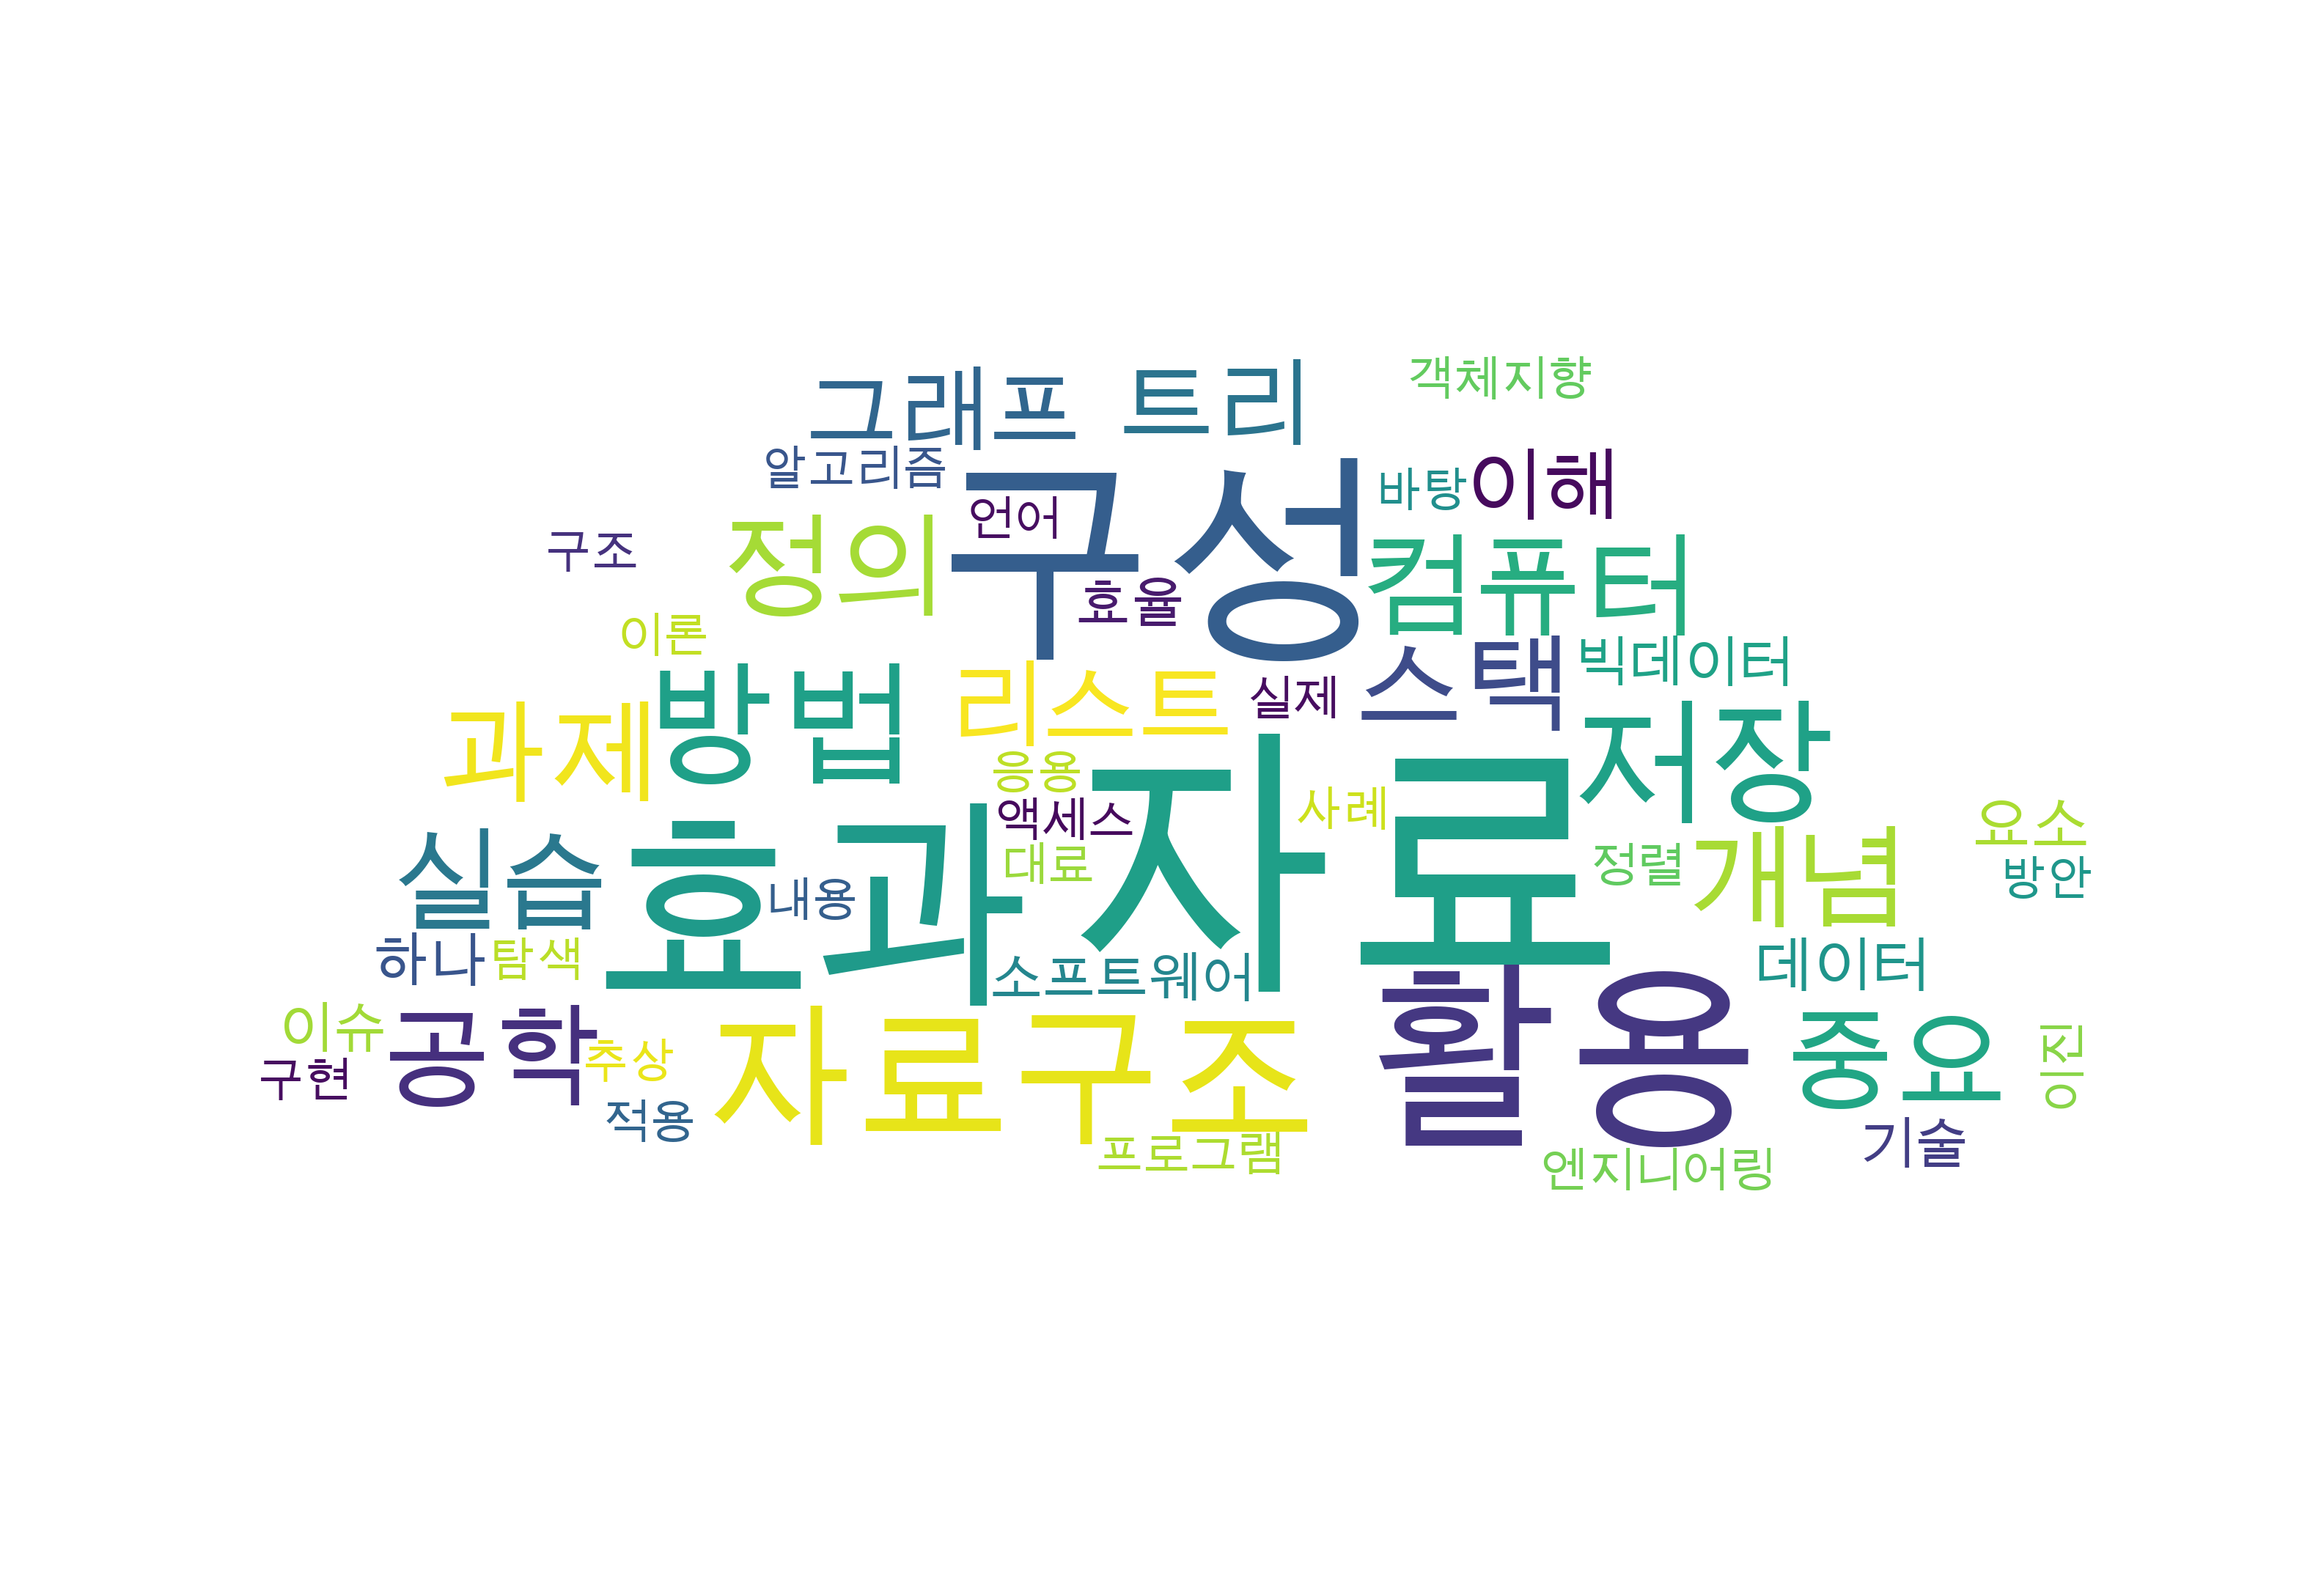 그래프 트리 객체지향
알고리즘 구성 바탕 이해
언어
구조 정의 컴퓨터
효율
이론 빅데이터
방법 리스트 실제 스택
과제 저장
응용 자료
액세스 사례 요소
실습 효과 대료 정렬 개념 방안
내용
하나 탐색 소프트웨어 데이터
이슈 공학 활용 중요 이진
구현 추상 자료구조
적용 프로그램 엔지니어링 기술